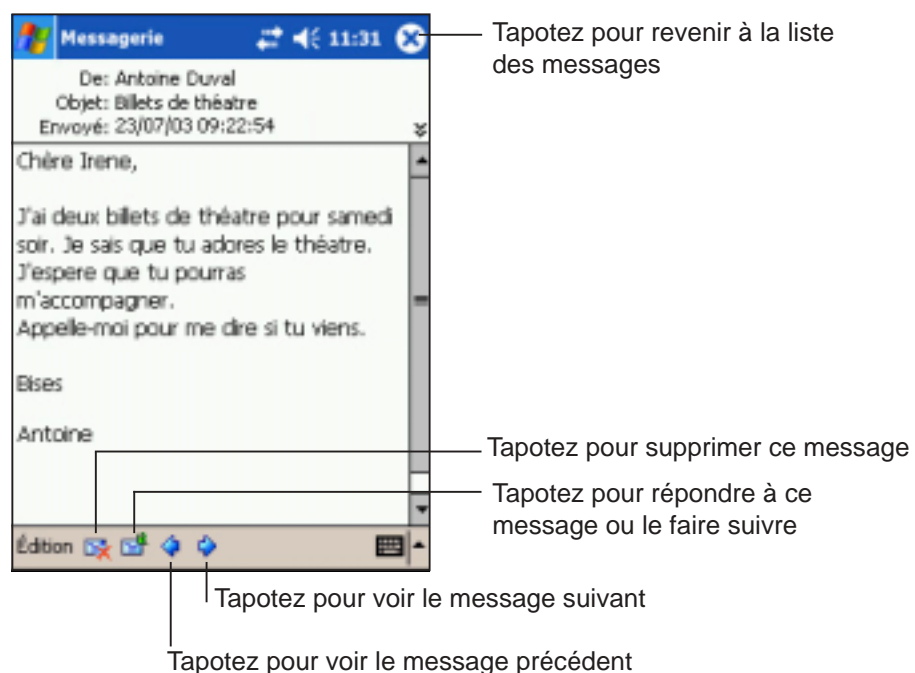 Messagerie 11:31
Tapotez pour revenir à la liste
des messages
De: Antoine Duval
Objet: Billets de théatre
Envoyé: 23/07/03 09:22:54
Chère Irene,
J'ai deux billets de théatre pour samedi
soir. Je sais que tu adores le théatre.
J'espere que tu pourras
m'accompagner.
Appelle-moi pour me dire si tu viens.
Bises
Antoine
Tapotez pour supprimer ce message
Tapotez pour répondre à ce
message ou le faire suivre
Édition
Tapotez pour voir le message suivant
Tapotez pour voir le message précédent